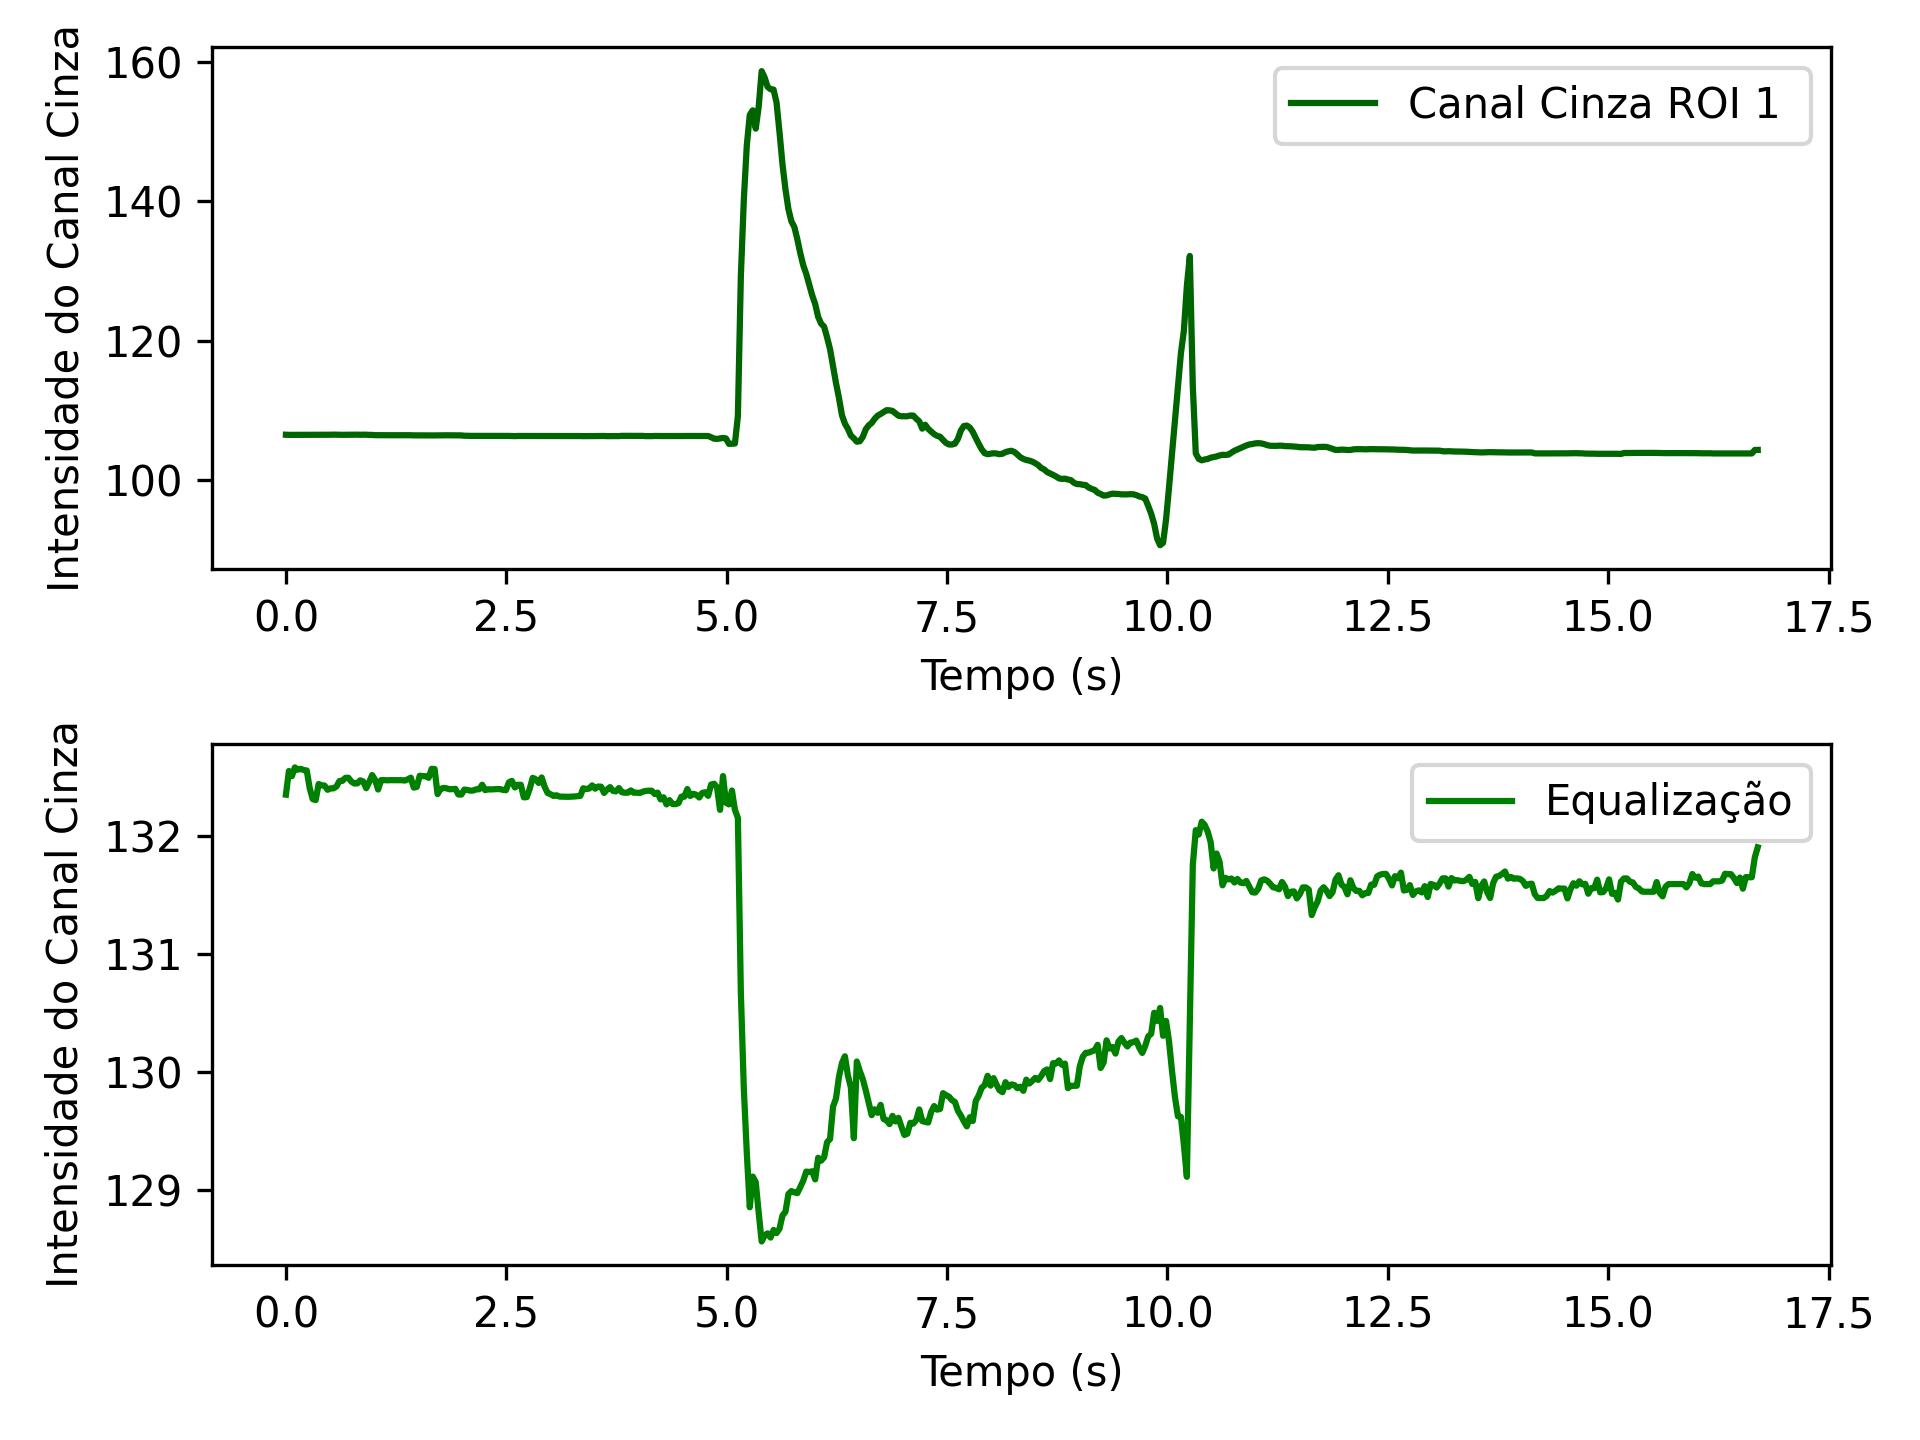 Intensidade do Canal Cinza
160
140
120
100
Canal Cinza ROI 1
0.0 2.5 5.0 7.5 10.0 12.5 15.0 17.5
Tempo (s)
Intensidade do Canal Cinza
132
131
130
129
Equalização
0.0 2.5 5.0 7.5 10.0 12.5 15.0 17.5
Tempo (s)